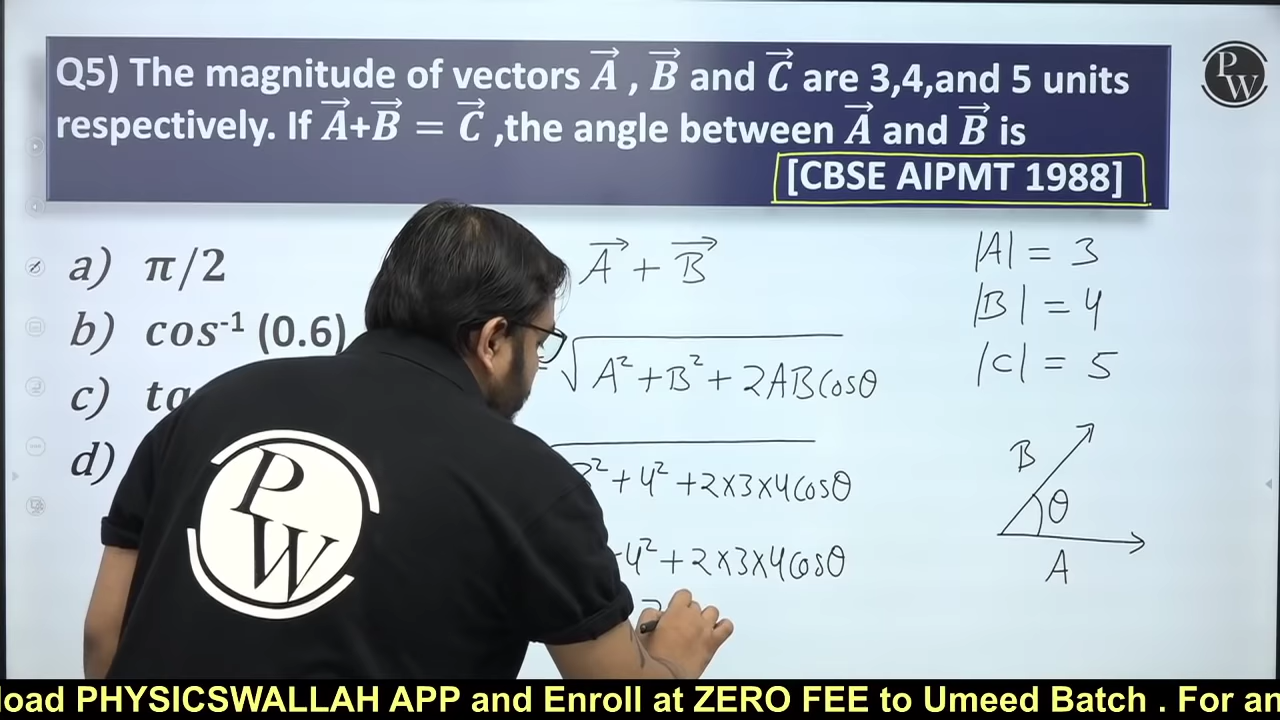 Q5) The magnitude of vectors A⃗ , B⃗ and C⃗ are 3,4,and 5 units
respectively. If A⃗+B⃗ = C⃗ ,the angle between A⃗ and B⃗ is
[CBSE AIPMT 1988]
PW
a) π/2
b) cos⁻¹ (0.6)
c)
d)
A⃗ + B⃗
√A² + B² + 2ABCosθ
² + 4² + 2×3×4Cosθ
4² + 2×3×4Cosθ
|A| = 3
|B| = 4
|C| = 5
B
θ
A
PW
PHYSICSWALLAH APP and Enroll at ZERO FEE to Umeed Batch . For